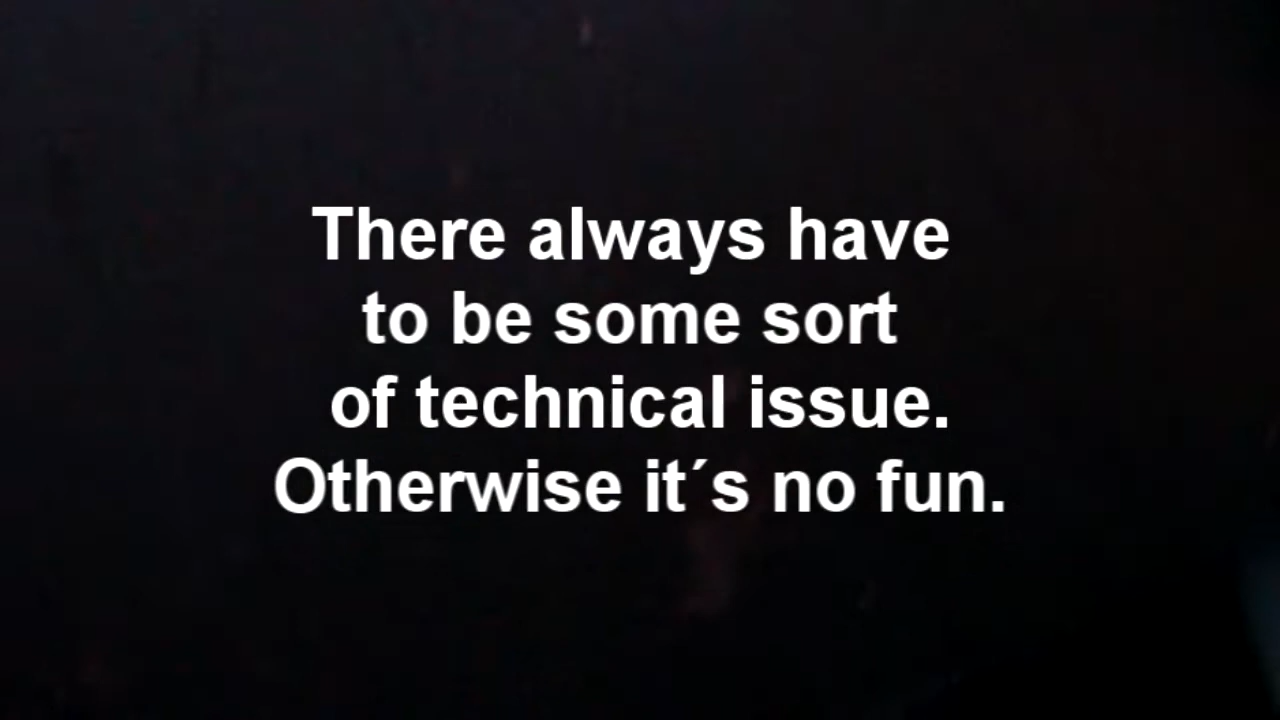 There always have
to be some sort
of technical issue.
Otherwise it´s no fun.